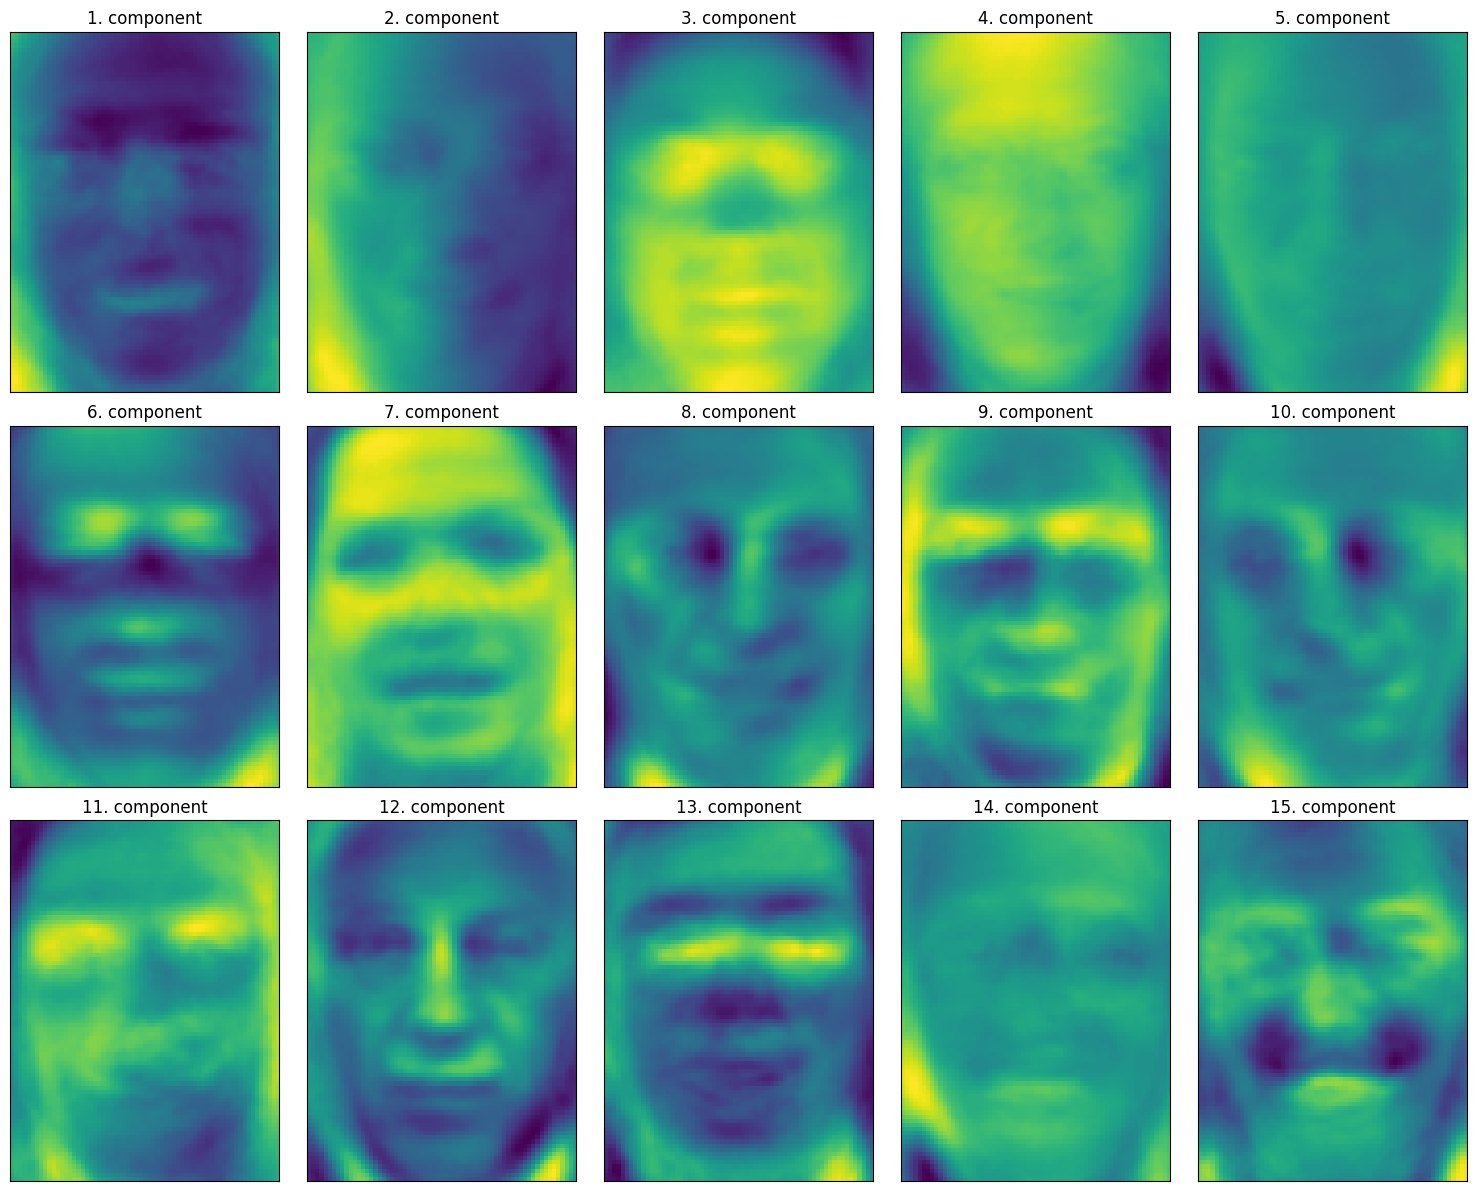 1. component
2. component
3. component
4. component
5. component
6. component
7. component
8. component
9. component
10. component
11. component
12. component
13. component
14. component
15. component